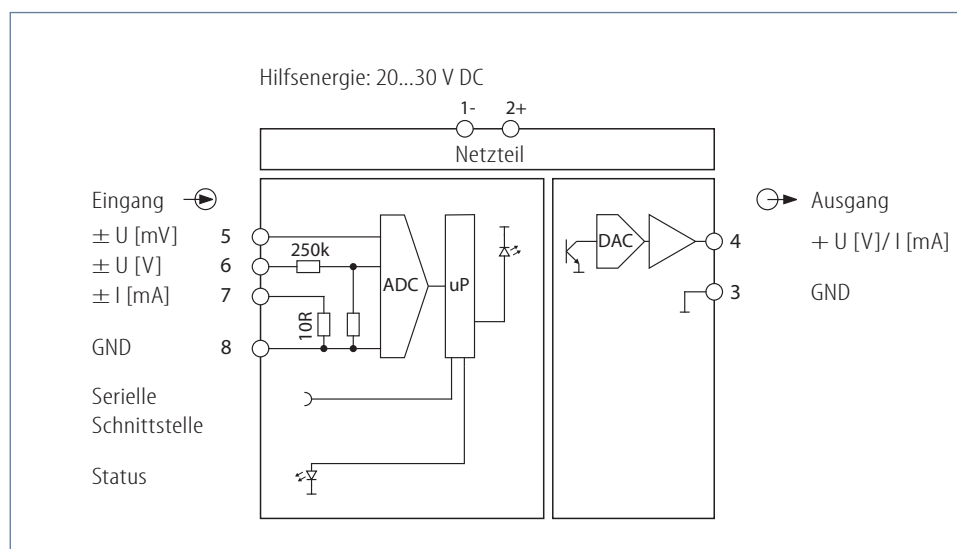 Hilfsenergie: 20...30 V DC
1- 2+
Netzteil
Eingang Ausgang
± U [mV] 5 DAC 4 + U [V]/ I [mA]
± U [V] 6 250k
ADC uP
± I [mA] 7 3 GND
10R
GND 8
Serielle
Schnittstelle
Status